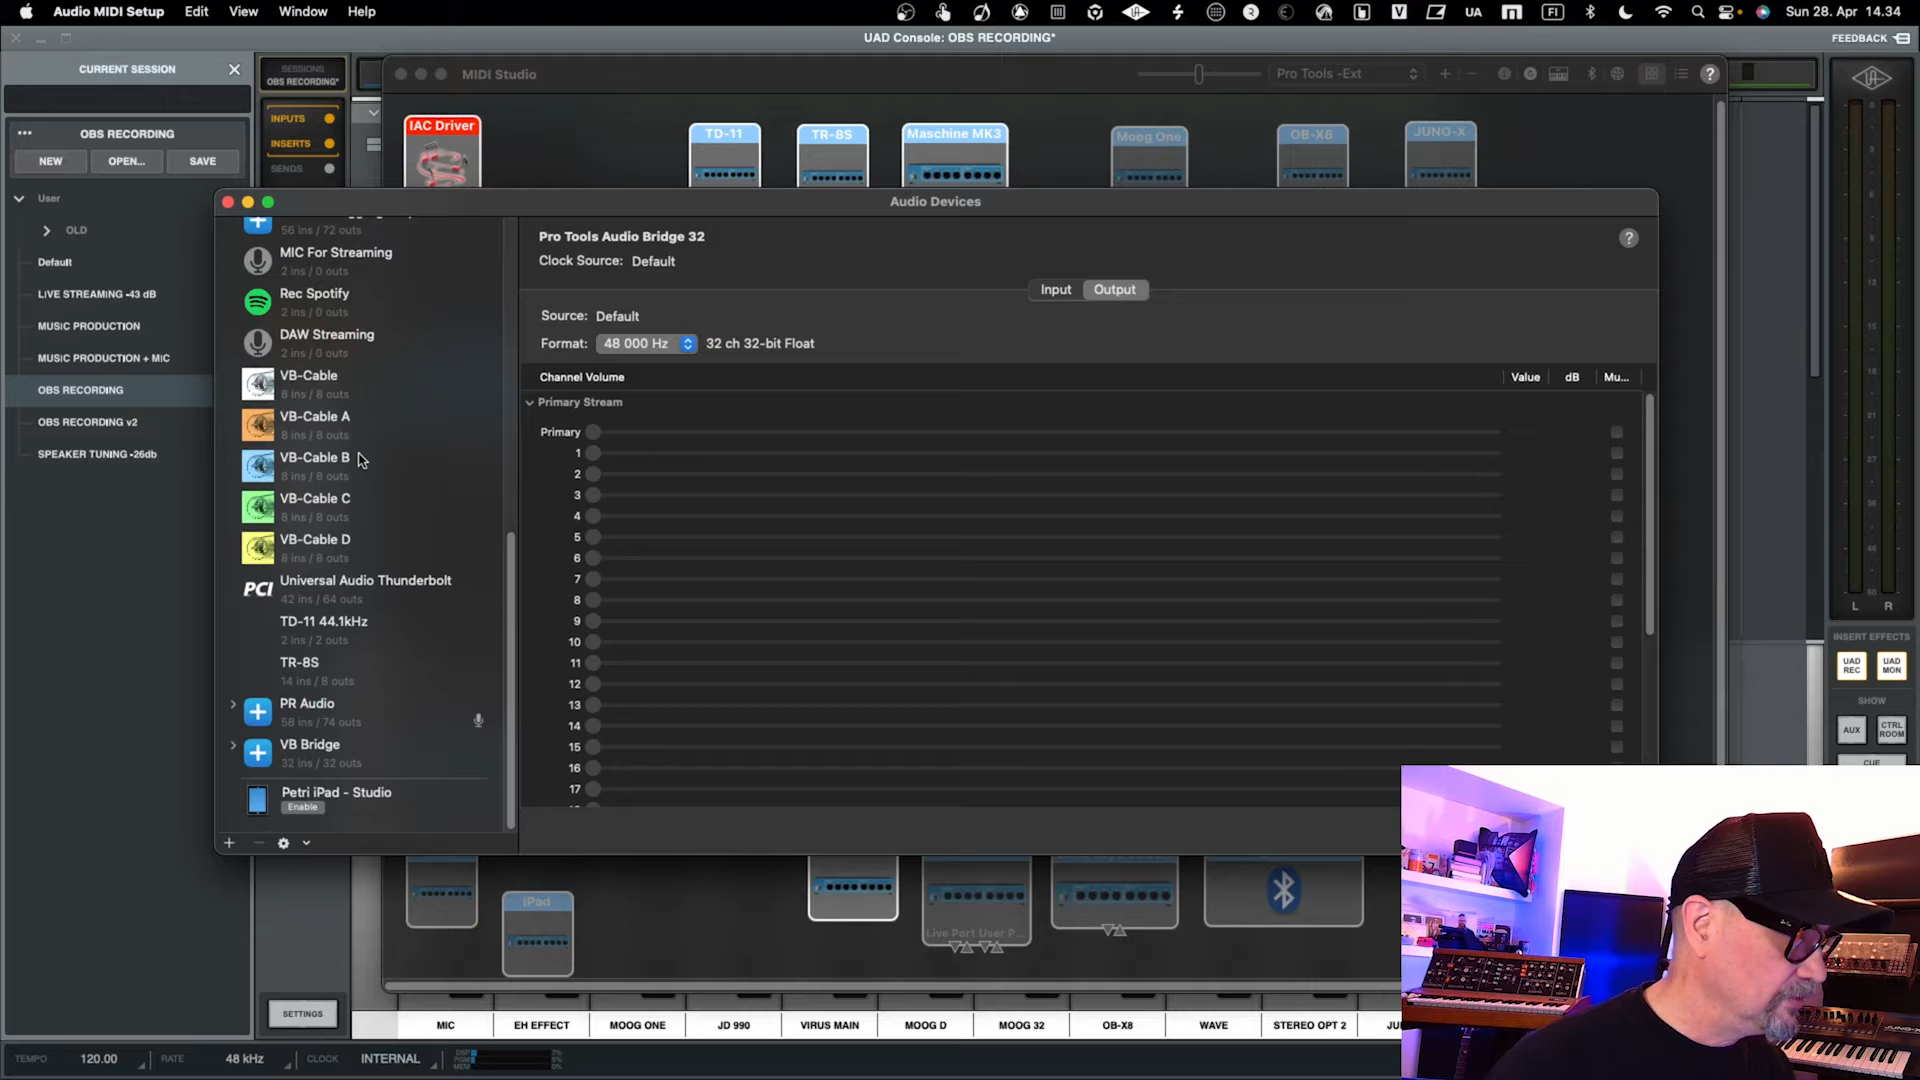 Audio MIDI Setup Edit View Window Help
UA FI Sun 28. Apr 14.34
UAD Console: OBS RECORDING*
FEEDBACK
CURRENT SESSION
SESSIONS
OBS RECORDING*
MIDI Studio
Pro Tools -Ext
?
INPUTS
INSERTS
SENDS
IAC Driver
TD-11
TR-8S
Maschine MK3
Moog One
OB-X8
JUNO-X
OBS RECORDING
NEW
OPEN...
SAVE
User
OLD
Default
LIVE STREAMING -43 dB
MUSIC PRODUCTION
MUSIC PRODUCTION + MIC
OBS RECORDING
OBS RECORDING v2
SPEAKER TUNING -26db
Audio Devices
56 ins / 72 outs
MIC For Streaming
2 ins / 0 outs
Rec Spotify
2 ins / 0 outs
DAW Streaming
2 ins / 0 outs
VB-Cable
8 ins / 8 outs
VB-Cable A
8 ins / 8 outs
VB-Cable B
8 ins / 8 outs
VB-Cable C
8 ins / 8 outs
VB-Cable D
8 ins / 8 outs
PCI
Universal Audio Thunderbolt
42 ins / 64 outs
TD-11 44.1kHz
2 ins / 2 outs
TR-8S
14 ins / 8 outs
PR Audio
58 ins / 74 outs
VB Bridge
32 ins / 32 outs
Petri iPad - Studio
Enable
Pro Tools Audio Bridge 32
?
Clock Source: Default
Input Output
Source: Default
Format: 48 000 Hz 32 ch 32-bit Float
Channel Volume Value dB Mu...
Primary Stream
Primary
1
2
3
4
5
6
7
8
9
10
11
12
13
14
15
16
17
iPad
Live Port User P...
L R
INSERT EFFECTS
UAD REC
UAD MON
SHOW
AUX
CTRL ROOM
CUE
SETTINGS
MIC
EH EFFECT
MOOG ONE
JD 990
VIRUS MAIN
MOOG D
MOOG 32
OB-X8
WAVE
STEREO OPT 2
TEMPO 120.00 RATE 48 kHz CLOCK INTERNAL
DSP
PGM
MEM